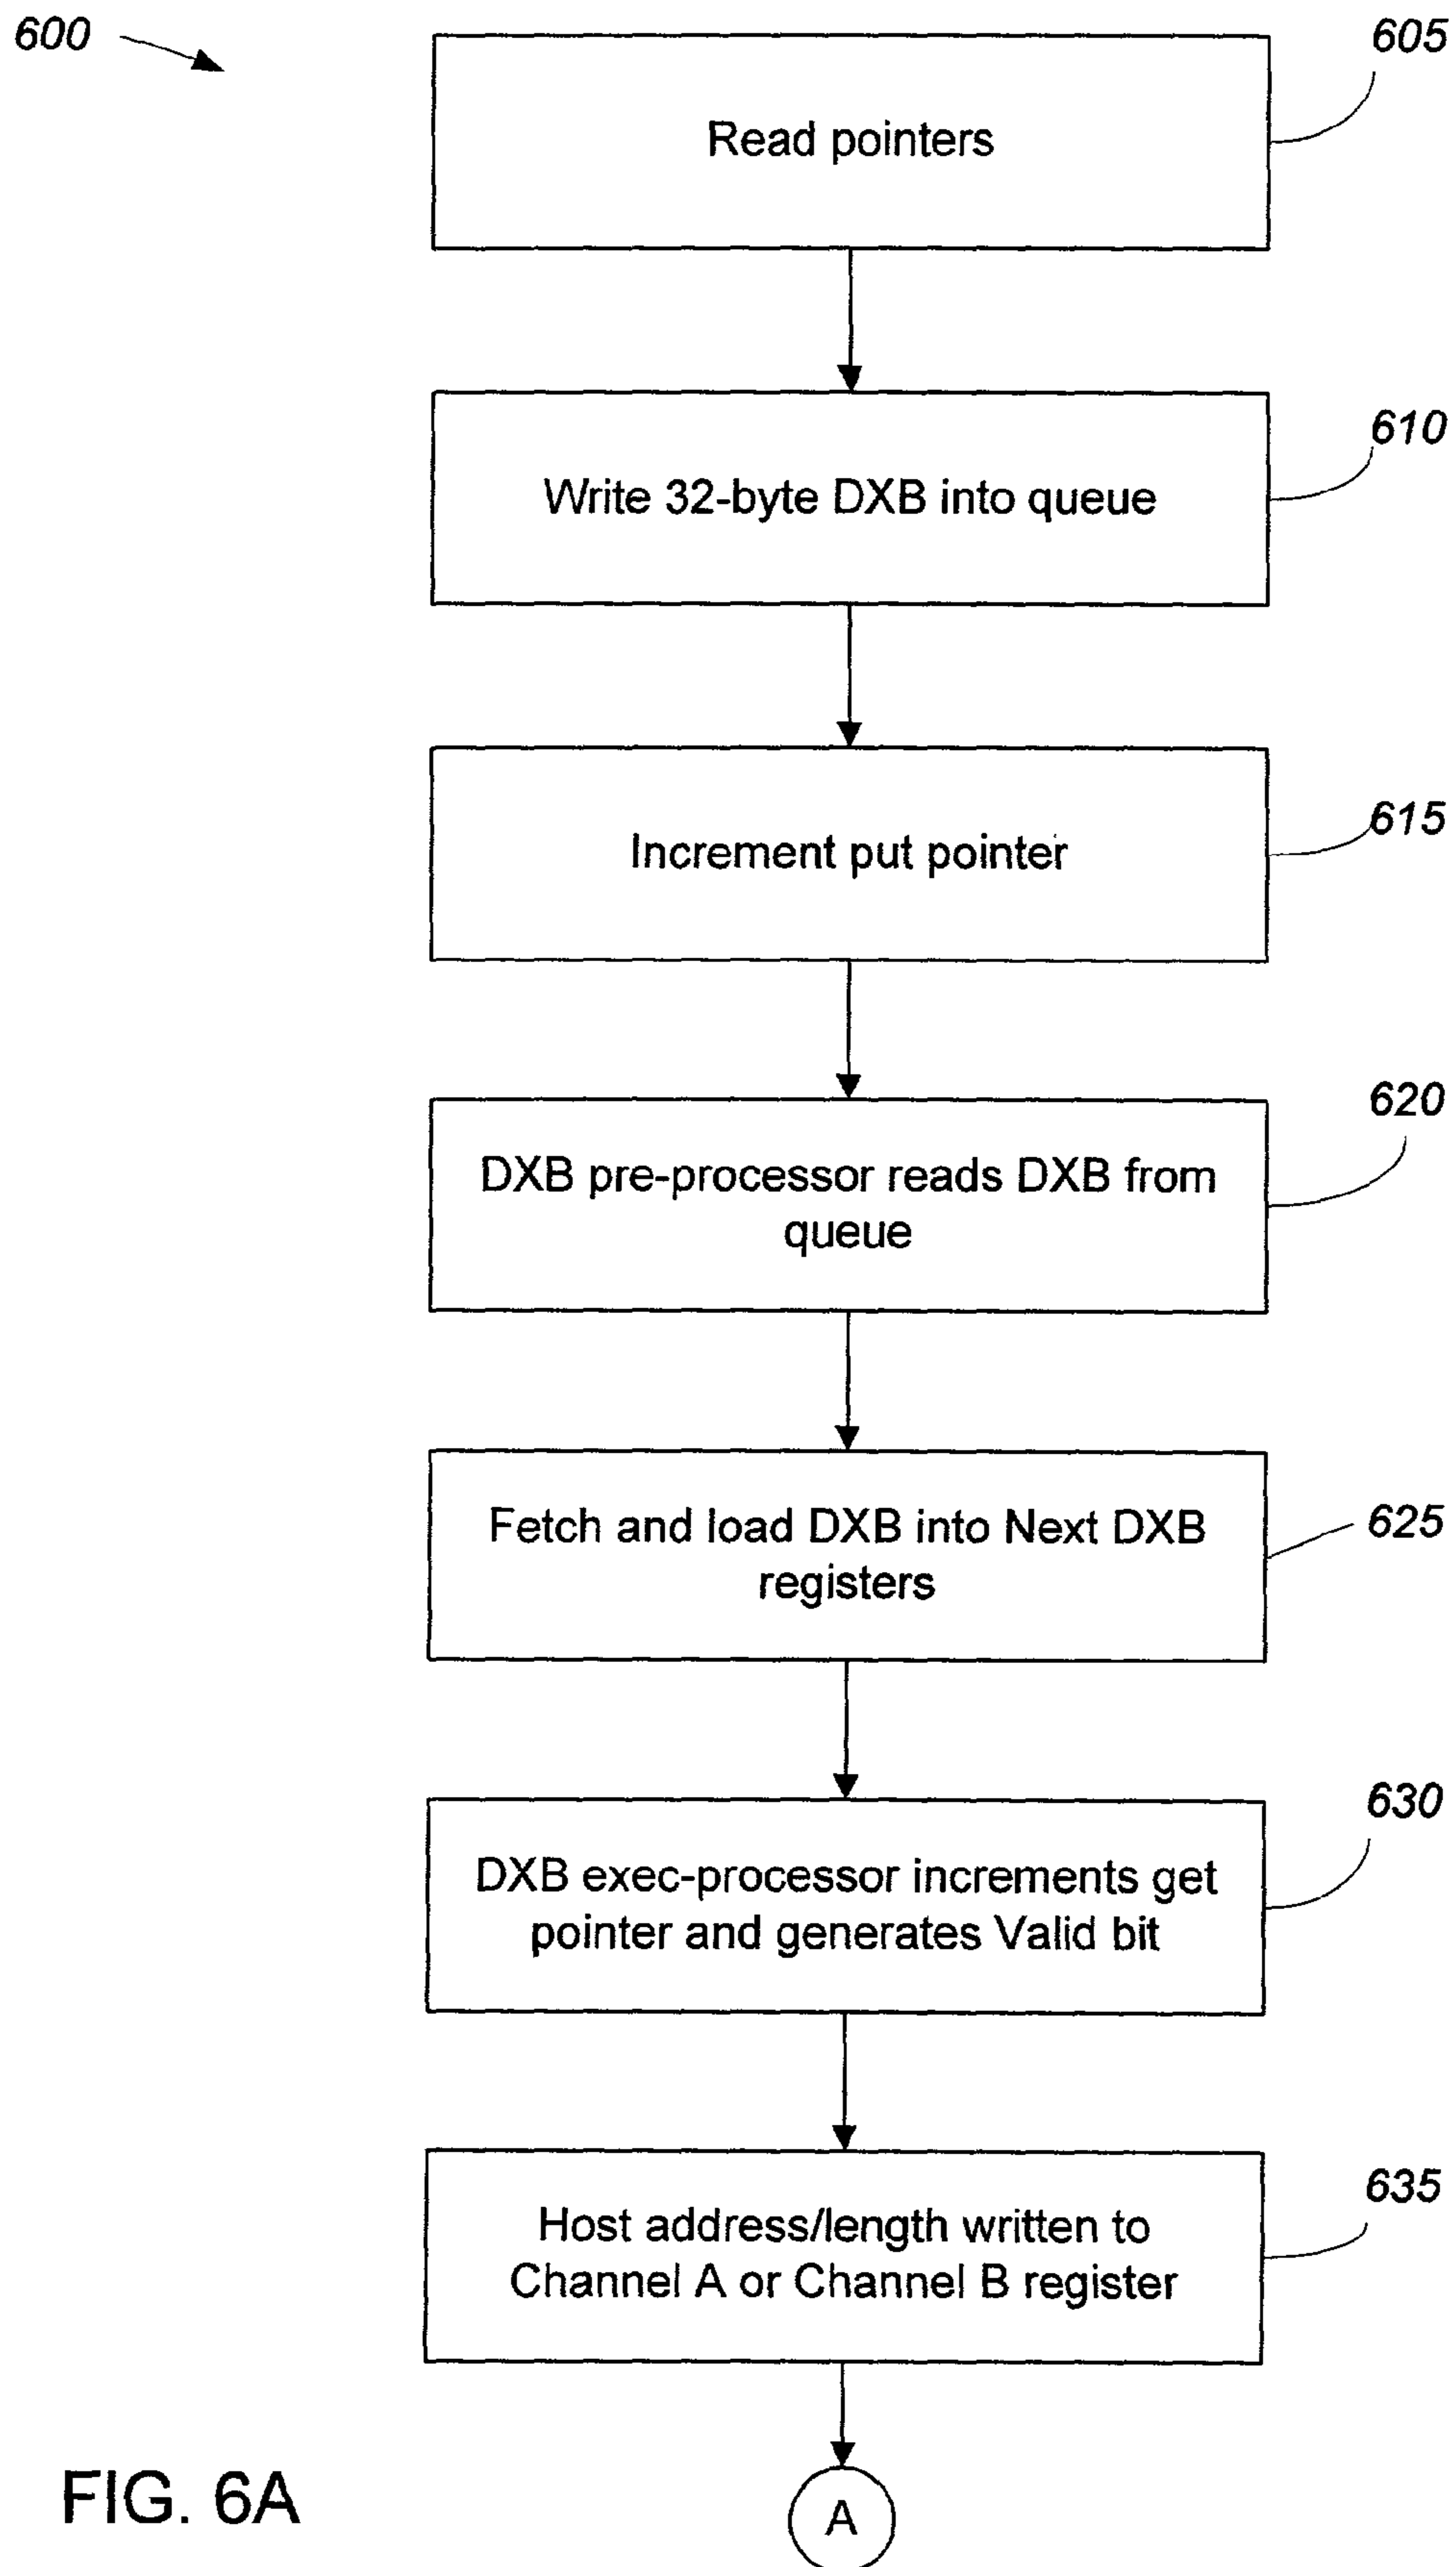 600
605
Read pointers
610
Write 32-byte DXB into queue
615
Increment put pointer
620
DXB pre-processor reads DXB from
queue
625
Fetch and load DXB into Next DXB
registers
630
DXB exec-processor increments get
pointer and generates Valid bit
635
Host address/length written to
Channel A or Channel B register
FIG. 6A
A